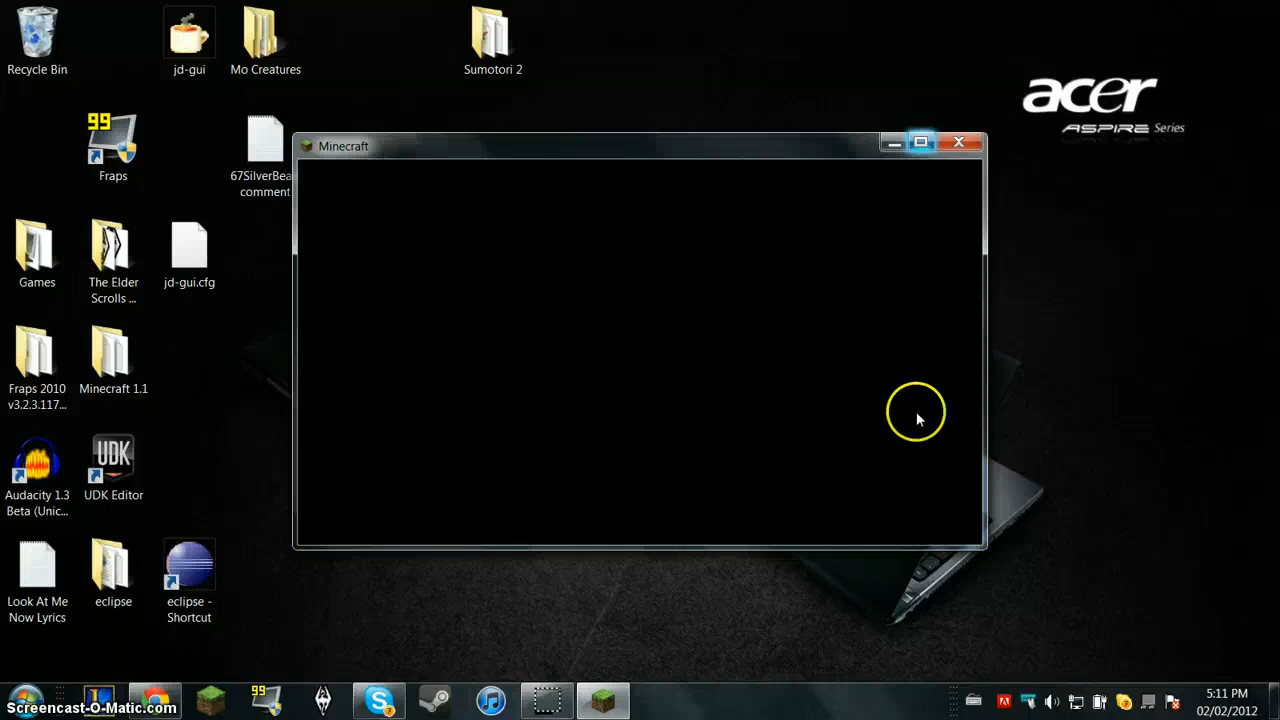 Recycle Bin
jd-gui
Mo Creatures
Sumotori 2
acer
ASPIRE Series
99
Fraps
67SilverBea
comment
Minecraft
Games
The Elder
Scrolls ...
jd-gui.cfg
Fraps 2010
v3.2.3.117...
Minecraft 1.1
UDK
Audacity 1.3
Beta (Unic...
UDK Editor
Look At Me
Now Lyrics
eclipse
eclipse -
Shortcut
99
5:11 PM
02/02/2012
Screencast-O-Matic.com